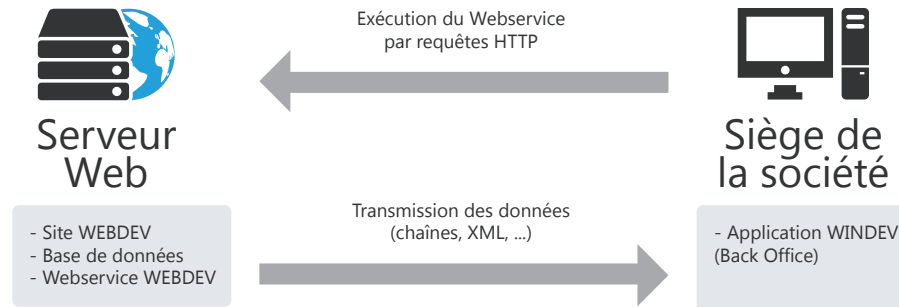 Exécution du Webservice
par requêtes HTTP
Serveur
Web
Siège de
la société
- Site WEBDEV
- Base de données
- Webservice WEBDEV
Transmission des données
(chaînes, XML, ...)
- Application WINDEV
(Back Office)